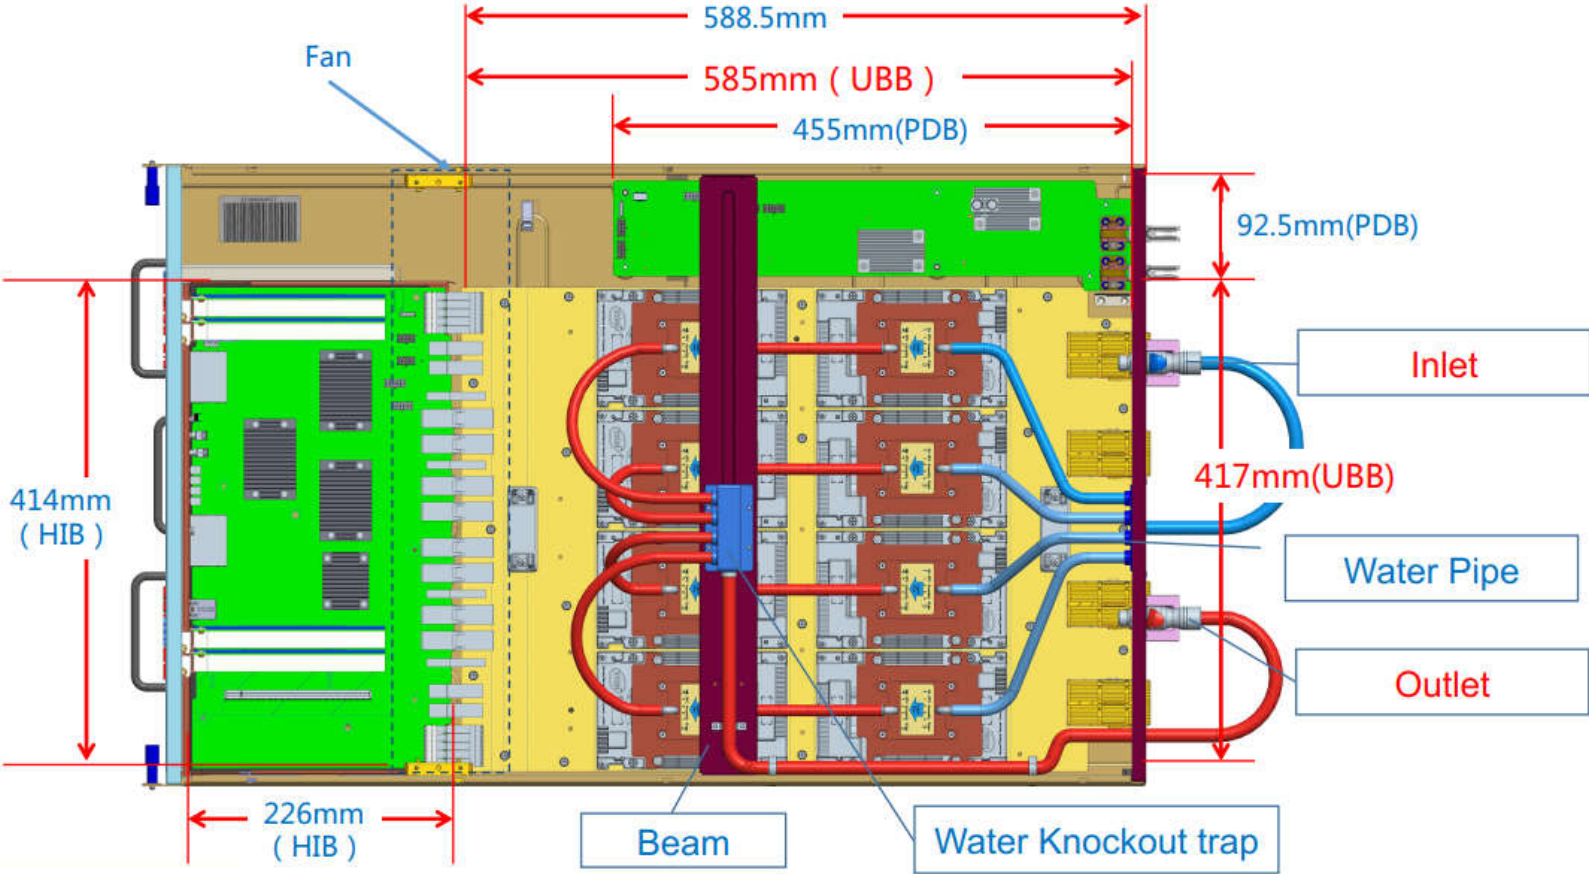 588.5mm
Fan
585mm ( UBB )
455mm(PDB)
92.5mm(PDB)
Inlet
417mm(UBB)
414mm
( HIB )
Water Pipe
Outlet
226mm
( HIB )
Beam
Water Knockout trap